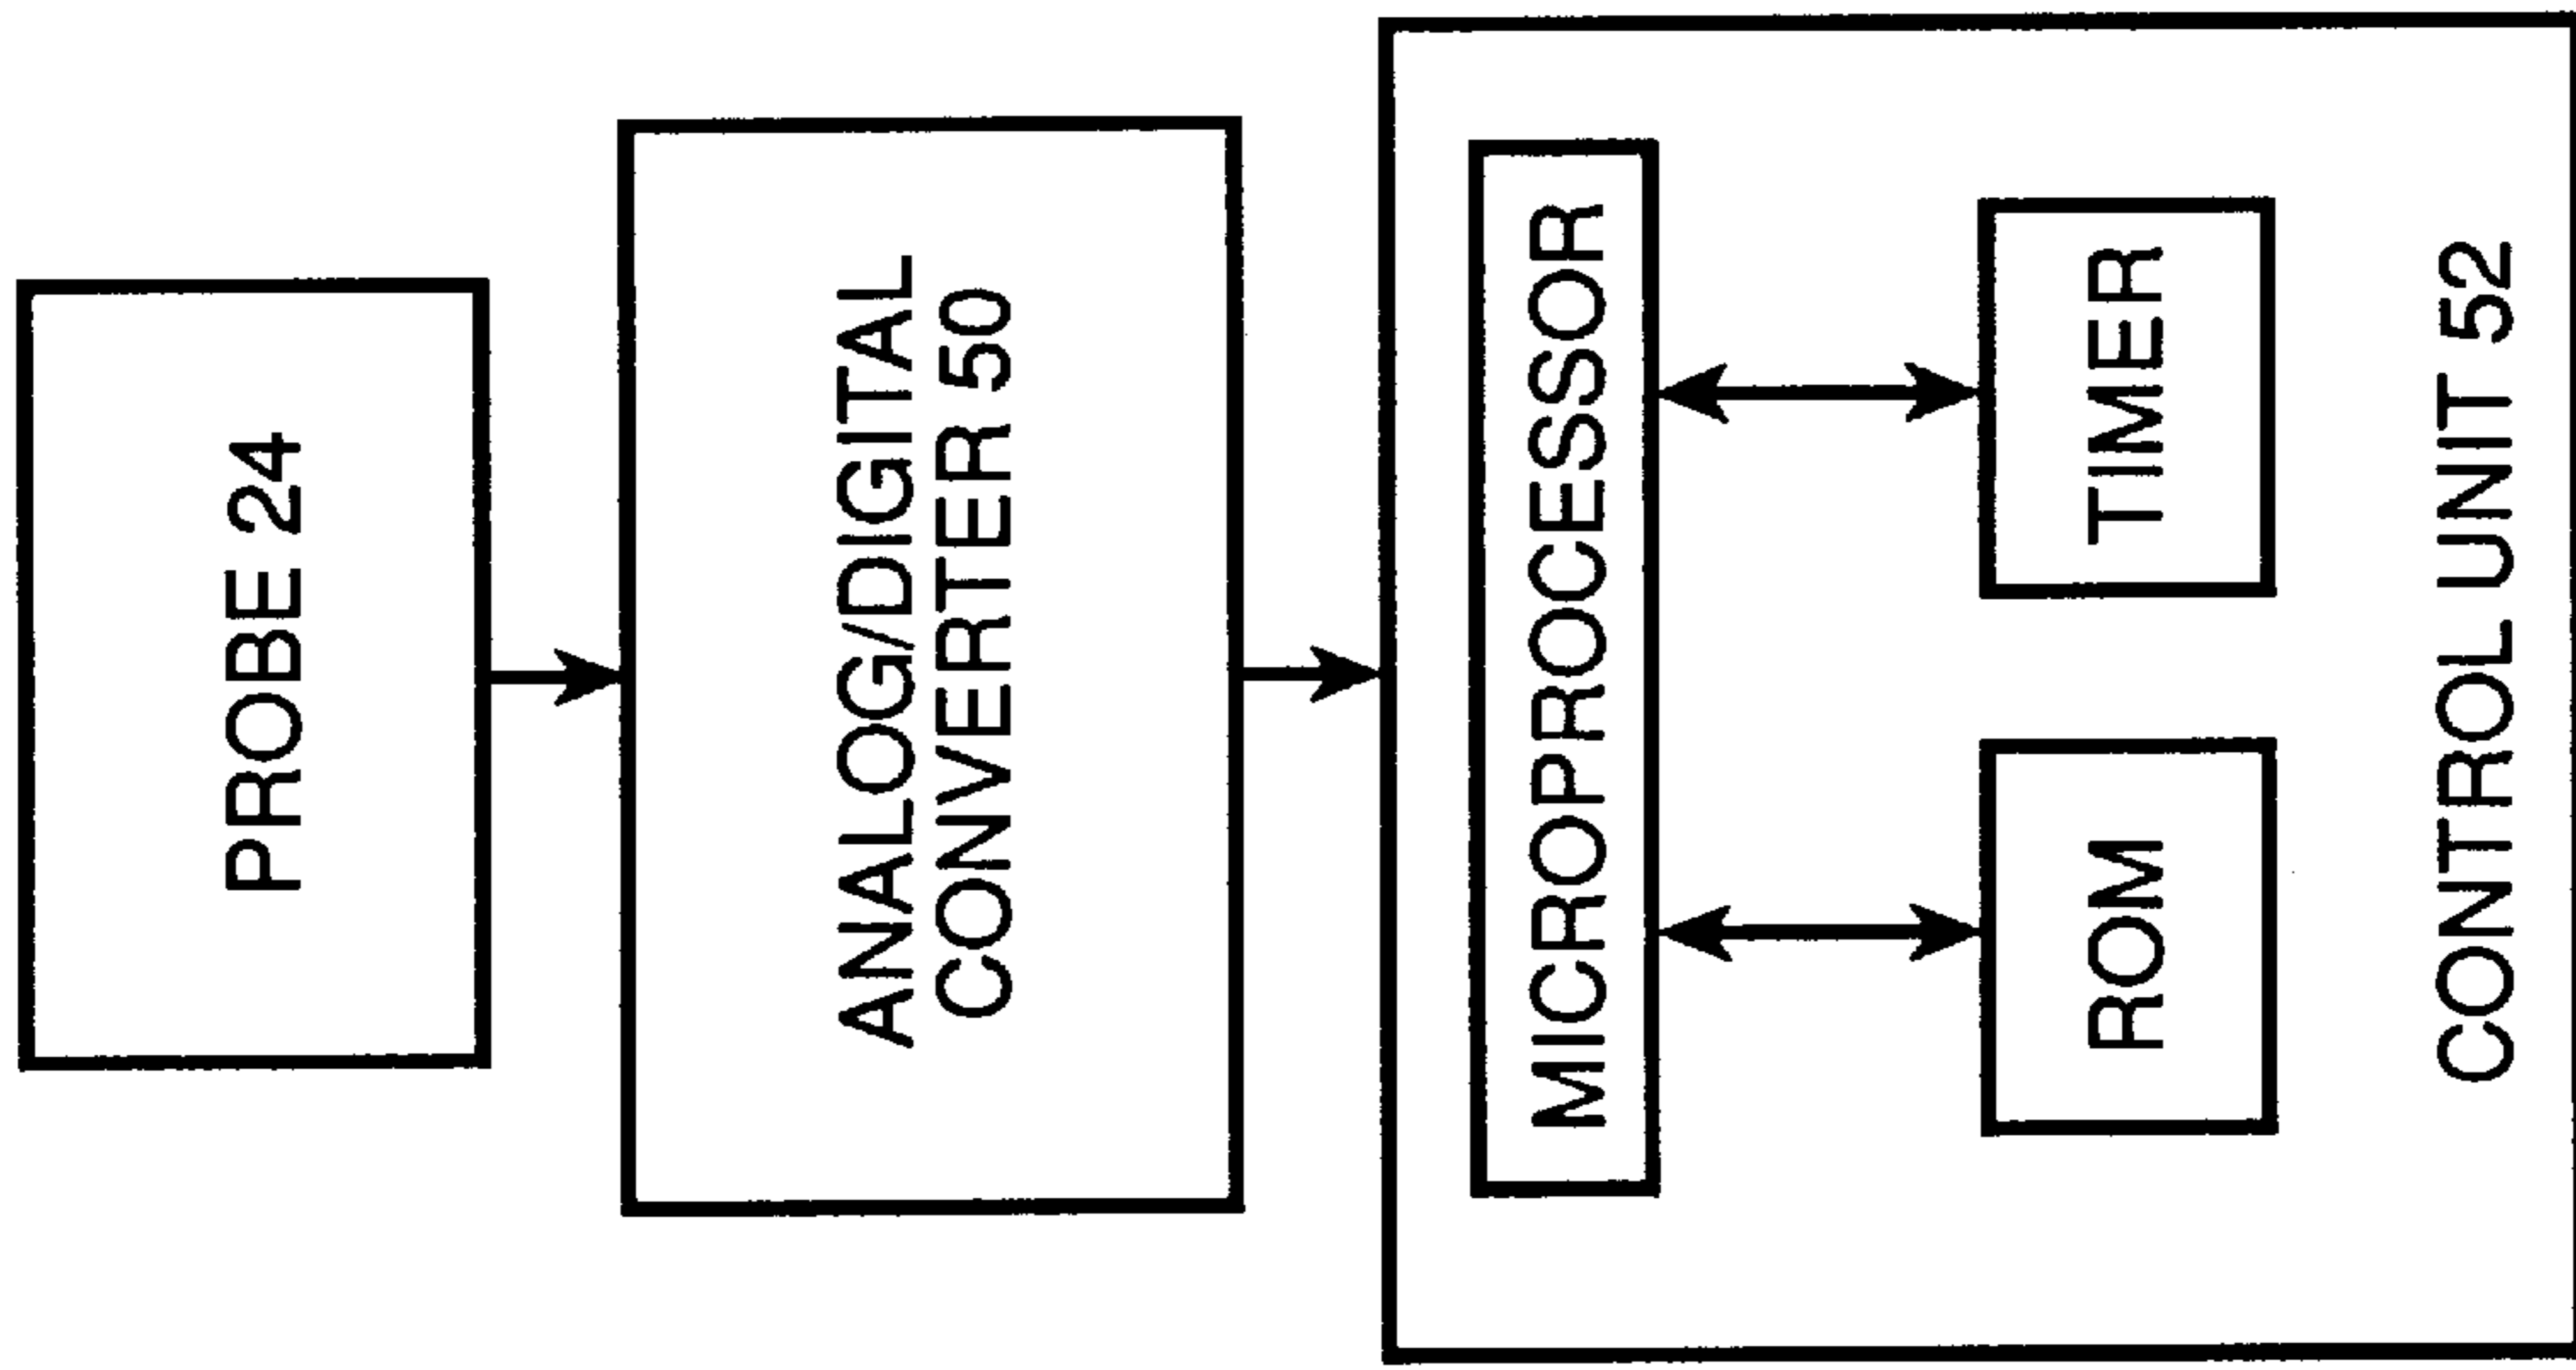 PROBE 24
ANALOG/DIGITAL
CONVERTER 50
MICROPROCESSOR
ROM
TIMER
CONTROL UNIT 52